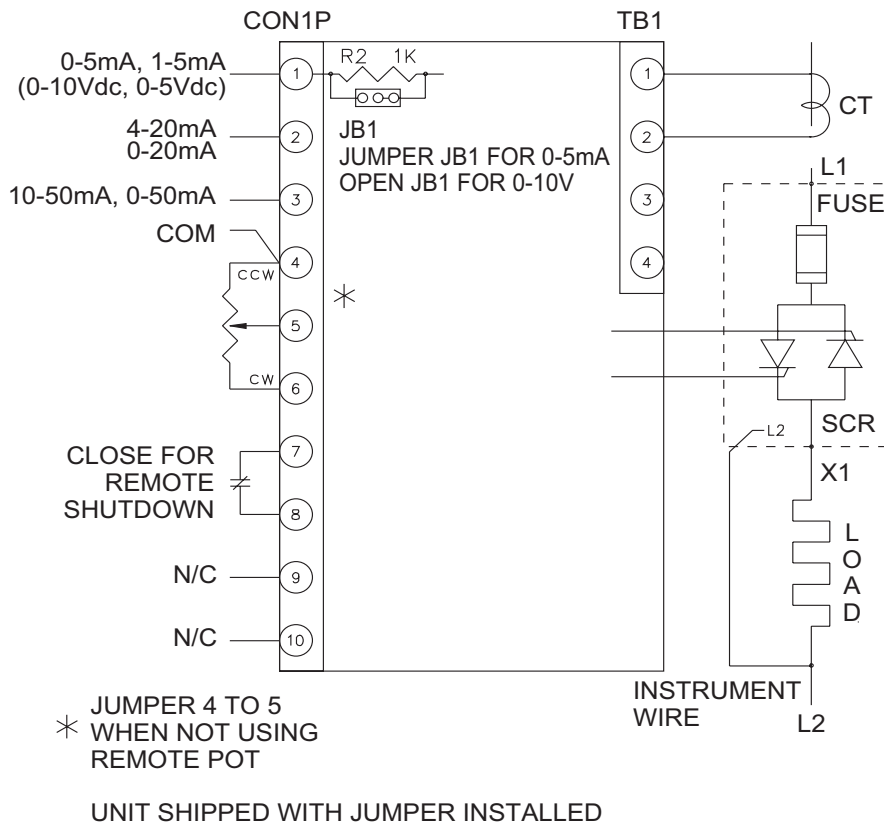 CON1P
TB1
0-5mA, 1-5mA
(0-10Vdc, 0-5Vdc)
1
R2 1K
JB1
JUMPER JB1 FOR 0-5mA
OPEN JB1 FOR 0-10V
4-20mA
0-20mA
2
10-50mA, 0-50mA
3
COM
4
CCW
5
CW
6
CLOSE FOR
REMOTE
SHUTDOWN
7
8
N/C
9
N/C
10
1
2
3
4
CT
L1
FUSE
SCR
L2
X1
LOAD
INSTRUMENT
WIRE
L2
JUMPER 4 TO 5
WHEN NOT USING
REMOTE POT
UNIT SHIPPED WITH JUMPER INSTALLED